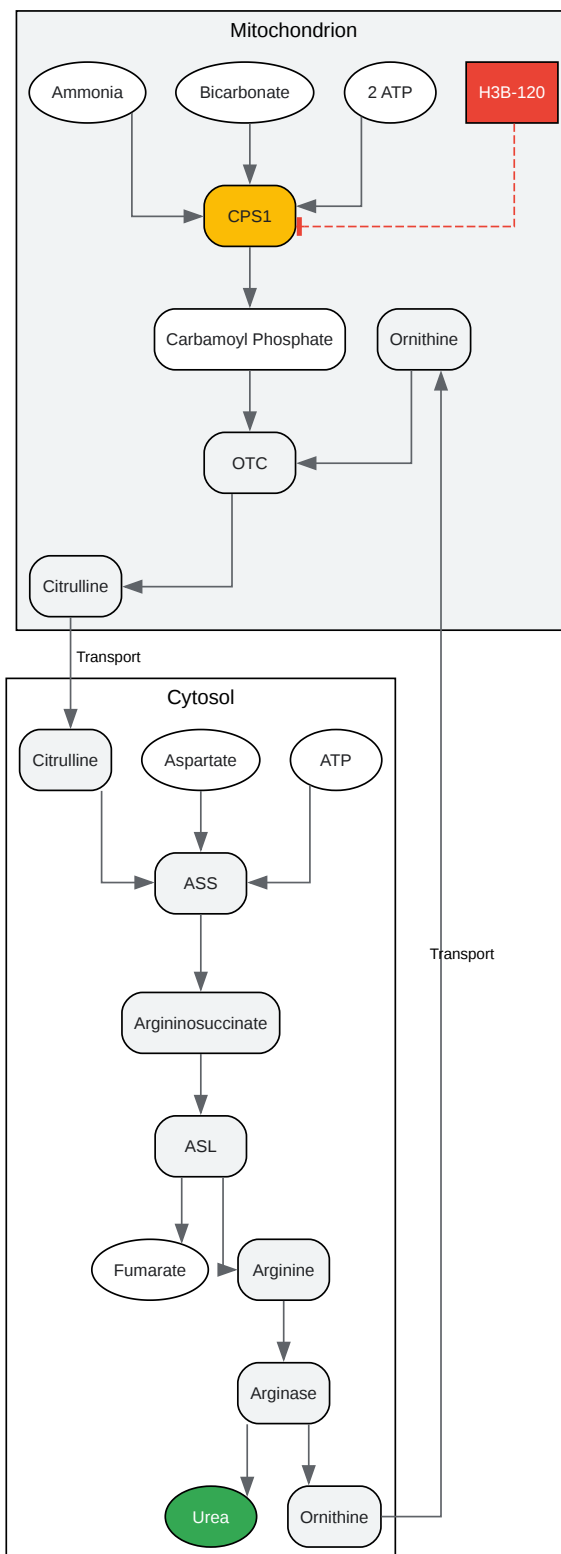 Mitochondrion
Ammonia
Bicarbonate
2 ATP
H3B-120
CPS1
Carbamoyl Phosphate
Ornithine
OTC
Citrulline
Transport
Cytosol
Citrulline
Aspartate
ATP
ASS
Transport
Argininosuccinate
ASL
Fumarate
Arginine
Arginase
Urea
Ornithine